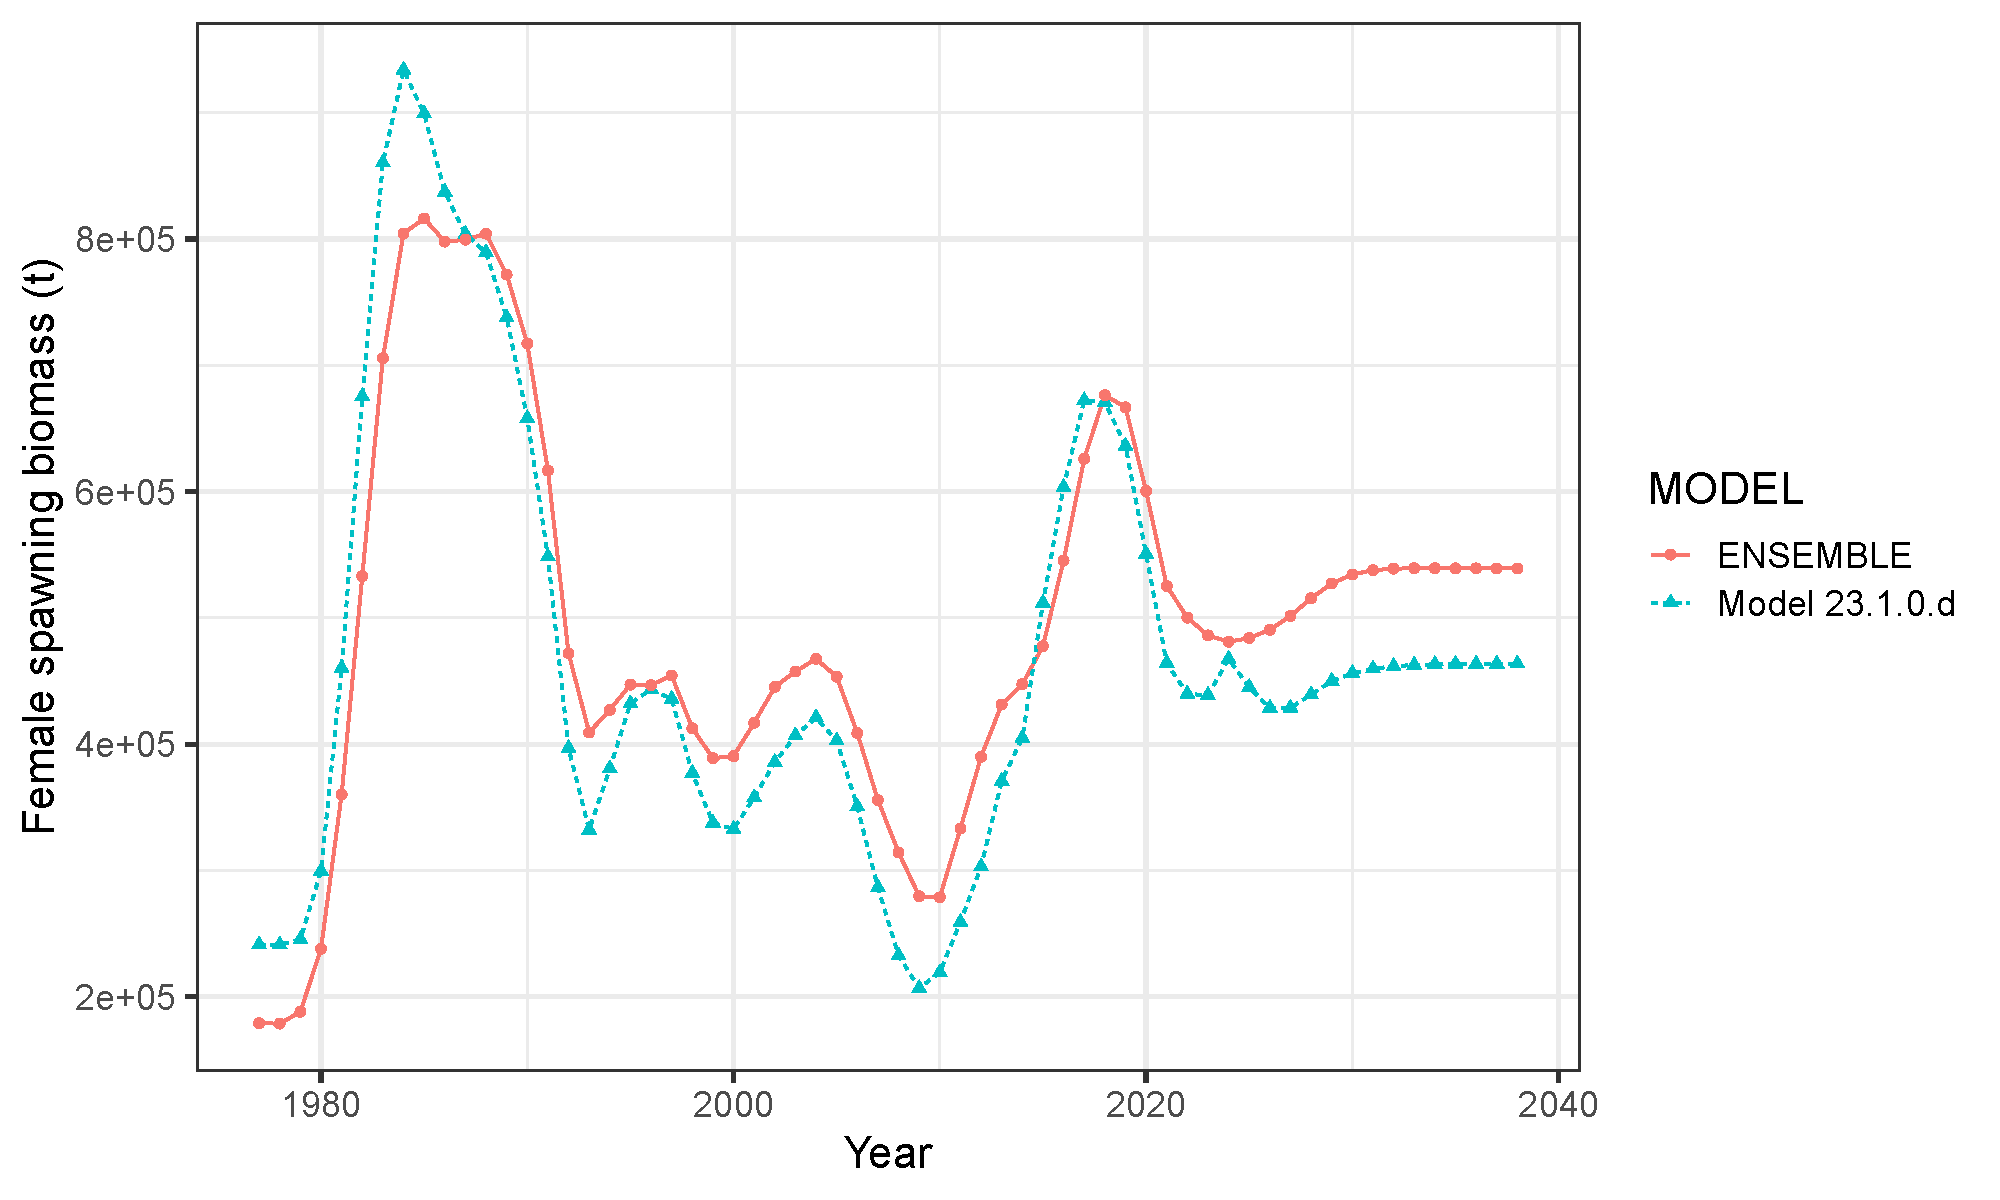 Female spawning biomass (t)
8e+05
6e+05
4e+05
2e+05
1980
2000
2020
2040
Year
MODEL
ENSEMBLE
Model 23.1.0.d